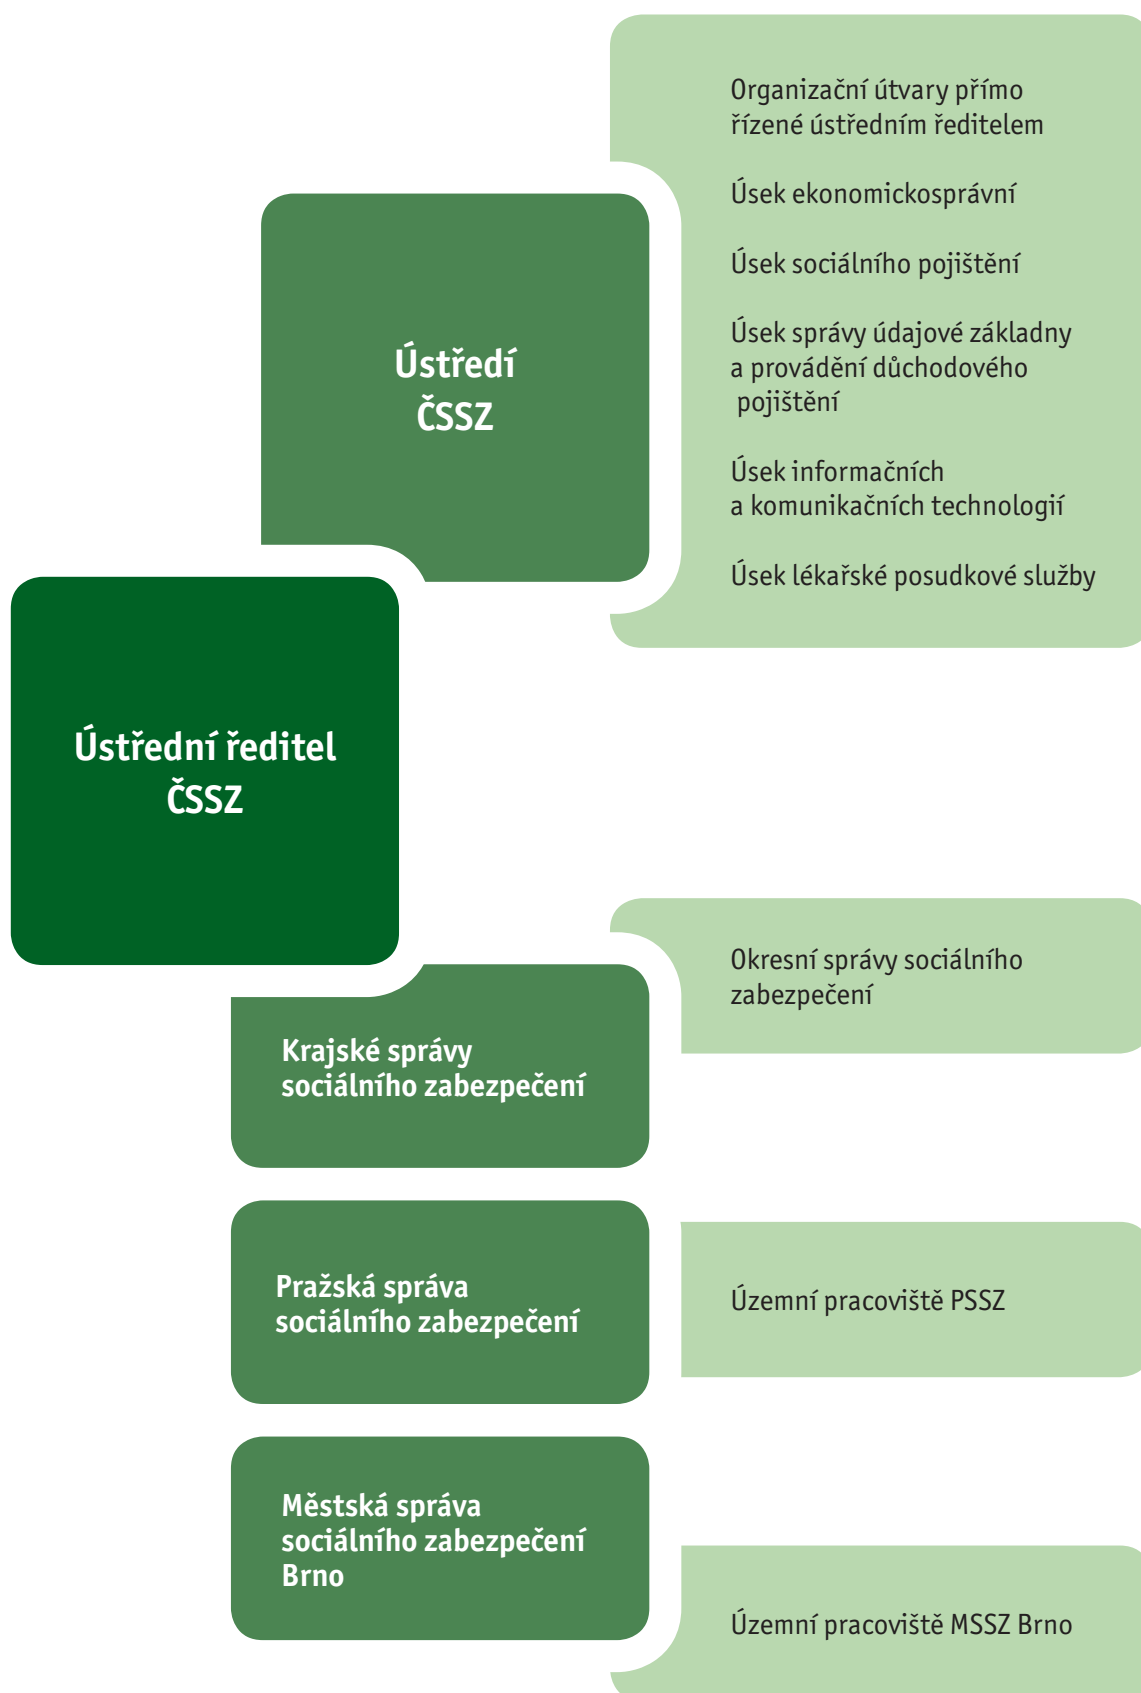 Organizační útvary přímo
řízené ústředním ředitelem
Úsek ekonomickosprávní
Úsek sociálního pojištění
Úsek správy údajové základny
a provádění důchodového
pojištění
Úsek informačních
a komunikačních technologií
Úsek lékařské posudkové služby
Ústředí
ČSSZ
Ústřední ředitel
ČSSZ
Okresní správy sociálního
zabezpečení
Krajské správy
sociálního zabezpečení
Pražská správa
sociálního zabezpečení
Územní pracoviště PSSZ
Městská správa
sociálního zabezpečení
Brno
Územní pracoviště MSSZ Brno